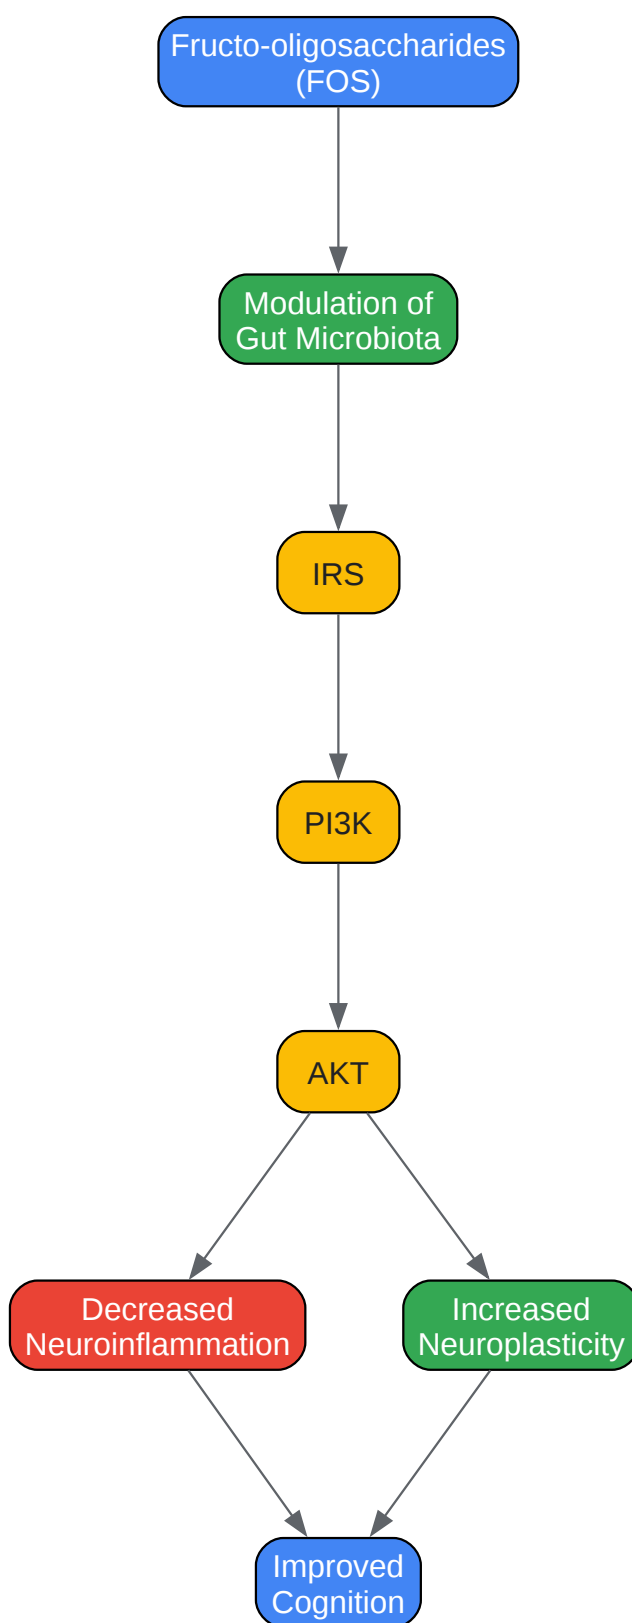 Fructo-oligosaccharides
(FOS)
Modulation of
Gut Microbiota
IRS
PI3K
AKT
Decreased
Neuroinflammation
Increased
Neuroplasticity
Improved
Cognition